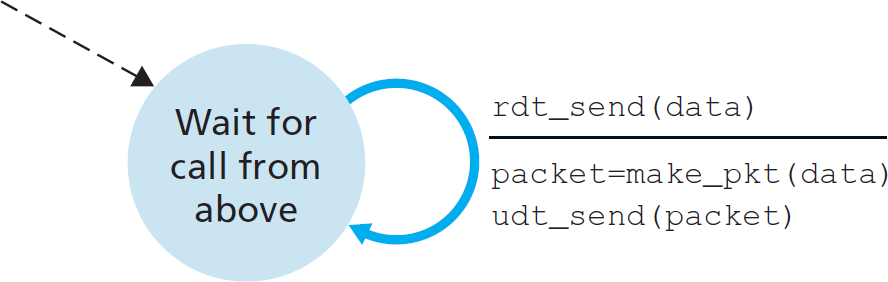 Wait for
call from
above
rdt_send(data)
packet=make_pkt(data)
udt_send(packet)